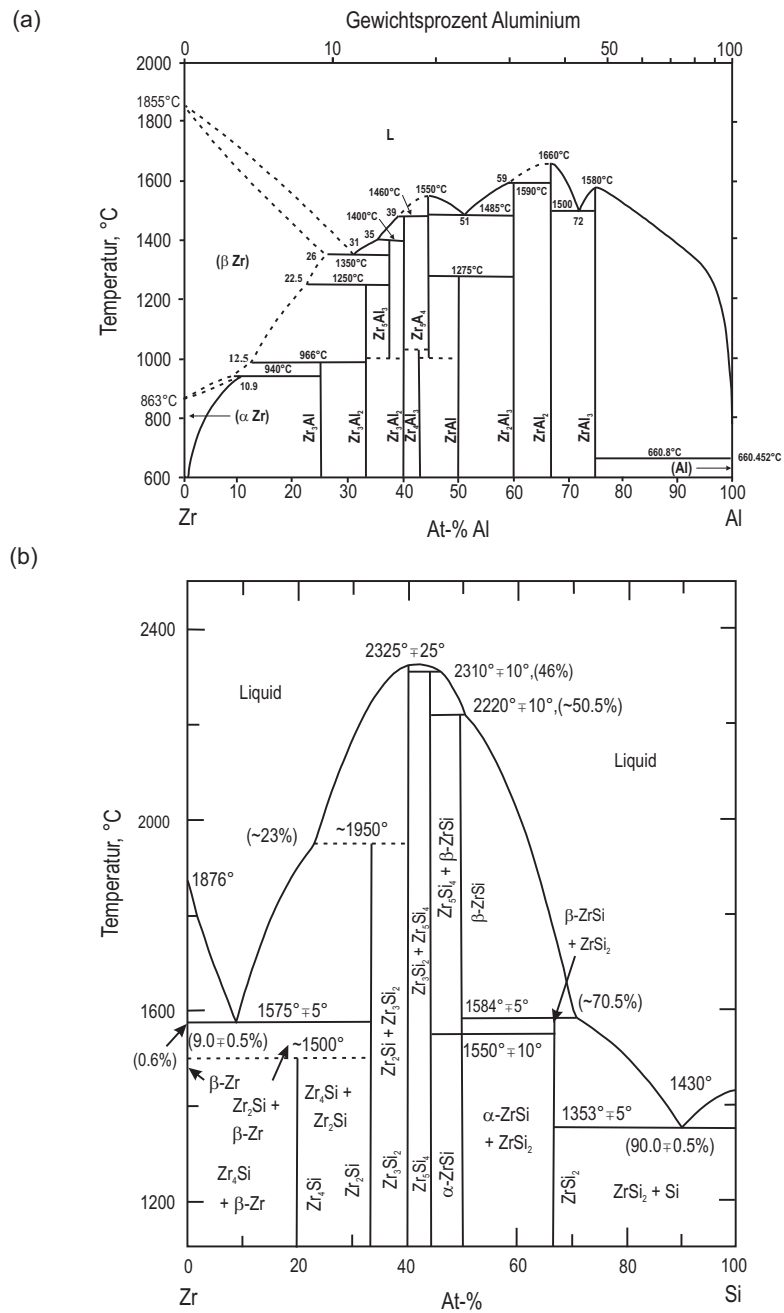 (a)
Gewichtsprozent Aluminium
0 10 20 30 50 100
2000
1855°C
1800
L
1660°C
1600
59
1550°C
1590°C
1580°C
1460°C
39
1500
1400°C
1485°C
51
72
35
1400
31
26
1350°C
(β Zr)
22.5
1250°C
1275°C
1200
Zr₅Al₃
Zr₅A₄
12.5
966°C
1000
940°C
863°C
10.9
800
(α Zr)
Zr₃Al
Zr₃Al₂
Zr₃Al₂
Zr₄Al₃
ZrAl
Zr₂Al₃
ZrAl₂
ZrAl₃
660.8°C
660.452°C
(Al)
600
Temperatur, °C
0 10 20 30 40 50 60 70 80 90 100
Zr
At-% Al
Al
(b)
2400
2325°∓25°
2310°∓10°,(46%)
Liquid
2220°∓10°,(~50.5%)
Liquid
2000
(~23%)
~1950°
1876°
Zr₅Si₄ + β-ZrSi
β-ZrSi
β-ZrSi
+ ZrSi₂
Zr₃Si₂ + Zr₅Si₄
Zr₂Si + Zr₃Si₂
1600
1575°∓5°
1584°∓5°
(~70.5%)
(9.0∓0.5%)
~1500°
1550°∓10°
(0.6%)
β-Zr
Zr₂Si +
β-Zr
Zr₄Si +
Zr₂Si
1430°
α-ZrSi
+ ZrSi₂
1353°∓5°
(90.0∓0.5%)
Zr₄Si
+ β-Zr
Zr₄Si
Zr₂Si
Zr₃Si₂
Zr₅Si₄
α-ZrSi
ZrSi₂
ZrSi₂ + Si
1200
Temperatur, °C
0 20 40 60 80 100
Zr
At-%
Si